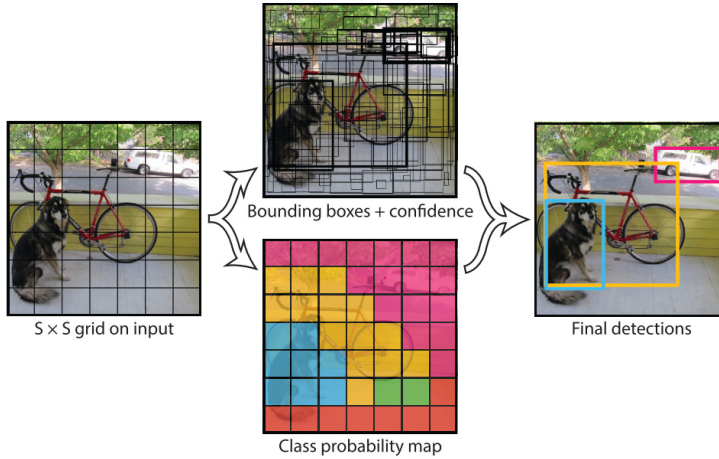 S × S grid on input
Bounding boxes + confidence
Class probability map
Final detections